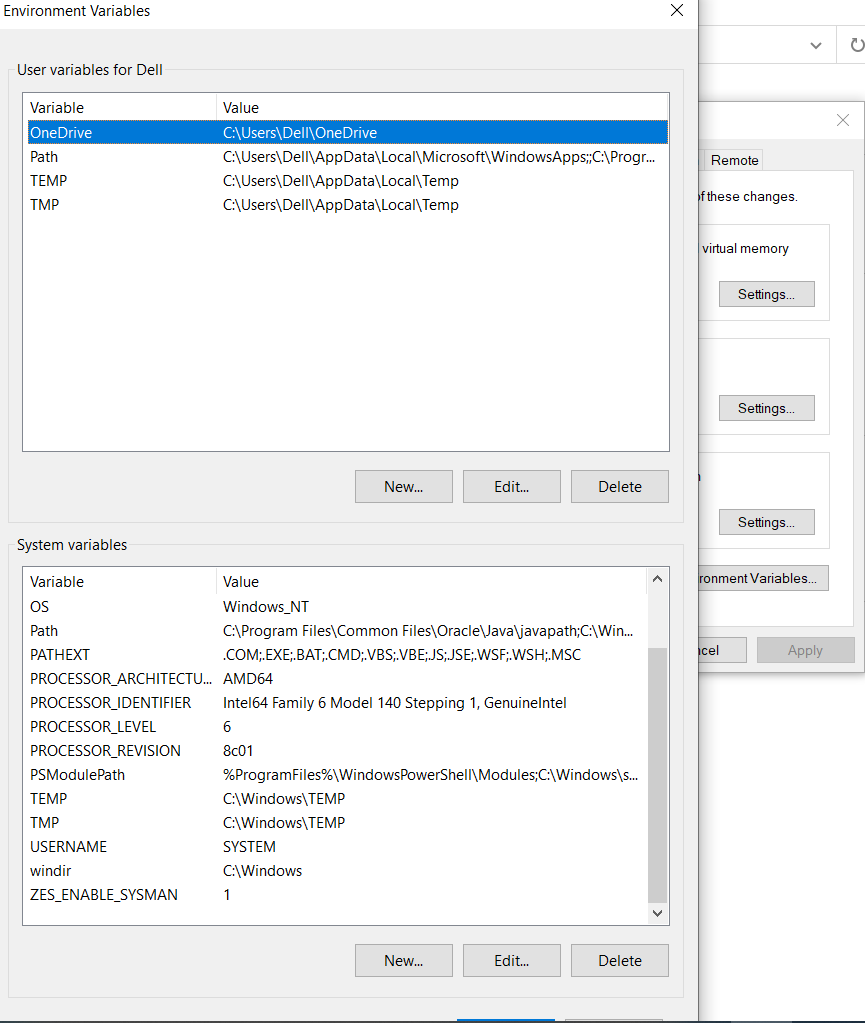 Environment Variables
User variables for Dell
Variable Value
OneDrive C:\Users\Dell\OneDrive
Path C:\Users\Dell\AppData\Local\Microsoft\WindowsApps;;C:\Progr...
TEMP C:\Users\Dell\AppData\Local\Temp
TMP C:\Users\Dell\AppData\Local\Temp
New... Edit... Delete
System variables
Variable Value
OS Windows_NT
Path C:\Program Files\Common Files\Oracle\Java\javapath;C:\Win...
PATHEXT .COM;.EXE;.BAT;.CMD;.VBS;.VBE;.JS;.JSE;.WSF;.WSH;.MSC
PROCESSOR_ARCHITECTU... AMD64
PROCESSOR_IDENTIFIER Intel64 Family 6 Model 140 Stepping 1, GenuineIntel
PROCESSOR_LEVEL 6
PROCESSOR_REVISION 8c01
PSModulePath %ProgramFiles%\WindowsPowerShell\Modules;C:\Windows\s...
TEMP C:\Windows\TEMP
TMP C:\Windows\TEMP
USERNAME SYSTEM
windir C:\Windows
ZES_ENABLE_SYSMAN 1
New... Edit... Delete
Remote
of these changes.
virtual memory
Settings...
Settings...
Settings...
ronment Variables...
cel Apply